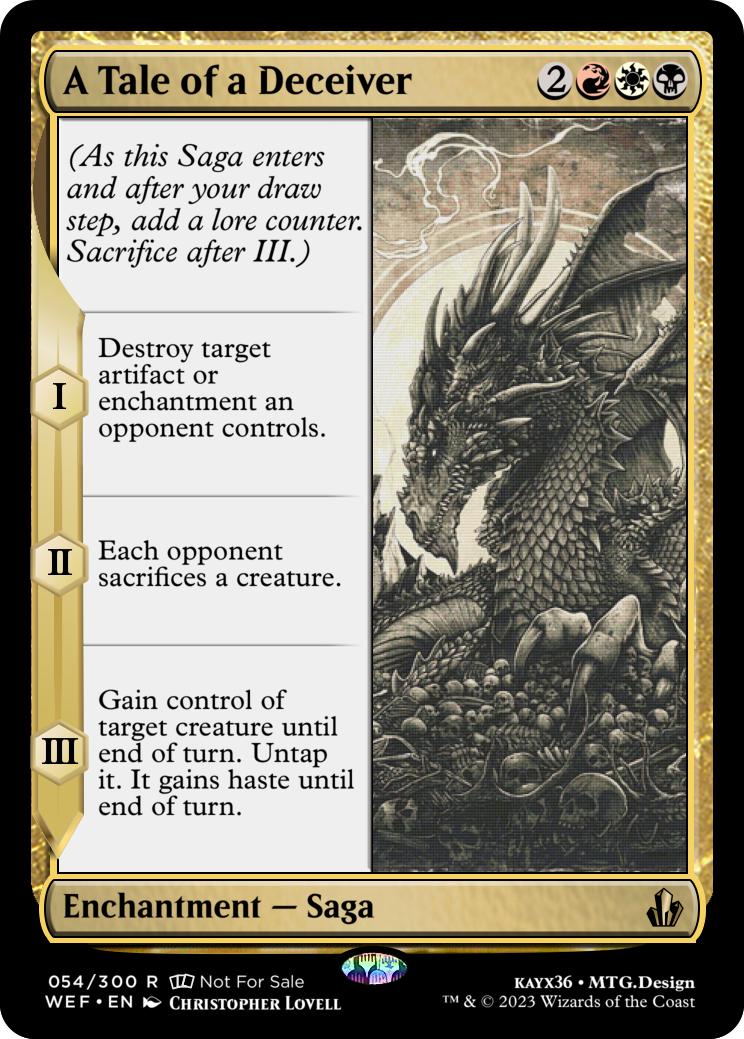 A Tale of a Deceiver 2
(As this Saga enters
and after your draw
step, add a lore counter.
Sacrifice after III.)
I
Destroy target
artifact or
enchantment an
opponent controls.
II
Each opponent
sacrifices a creature.
III
Gain control of
target creature until
end of turn. Untap
it. It gains haste until
end of turn.
Enchantment — Saga
054/300 R Not For Sale
WEF • EN Christopher Lovell
KAYX36 • MTG.Design
™ & © 2023 Wizards of the Coast